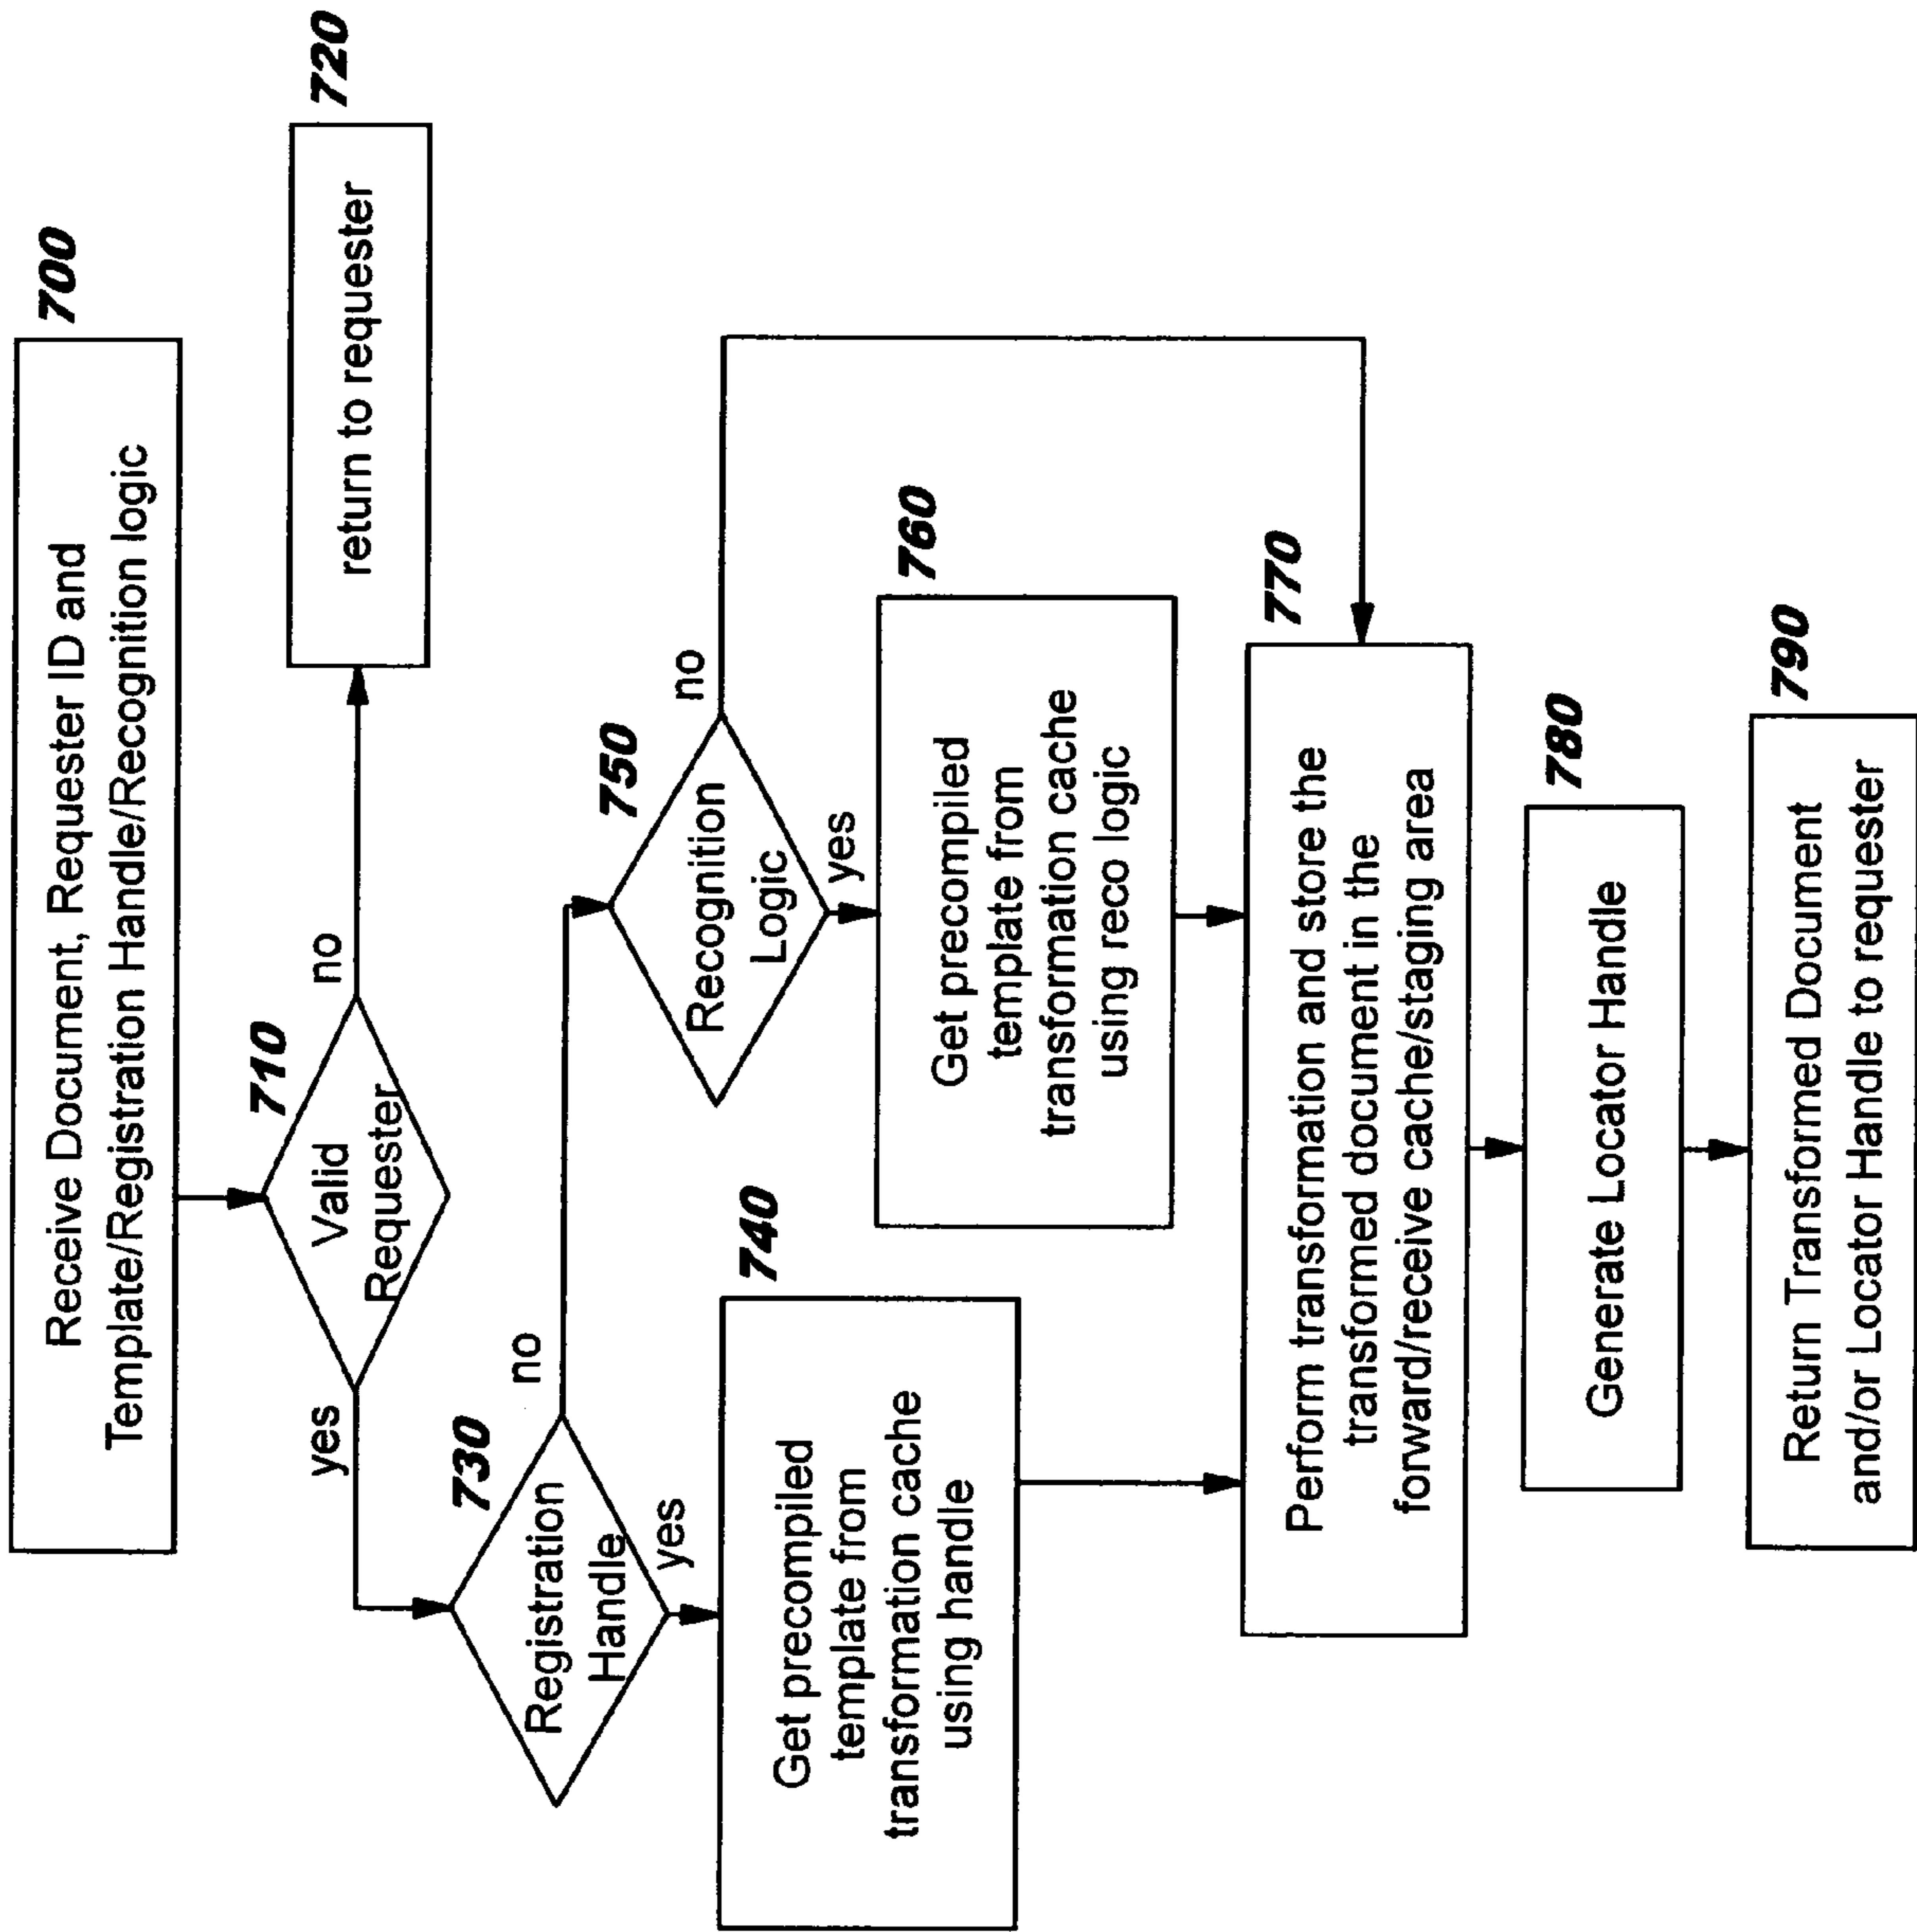 700
Receive Document, Requester ID and
Template/Registration Handle/Recognition logic
710
Valid
Requester
yes
no
720
return to requester
730
Registration
Handle
no
yes
740
Get precompiled
template from
transformation cache
using handle
750
Recognition
Logic
no
yes
760
Get precompiled
template from
transformation cache
using reco logic
770
Perform transformation and store the
transformed document in the
forward/receive cache/staging area
780
Generate Locator Handle
790
Return Transformed Document
and/or Locator Handle to requester